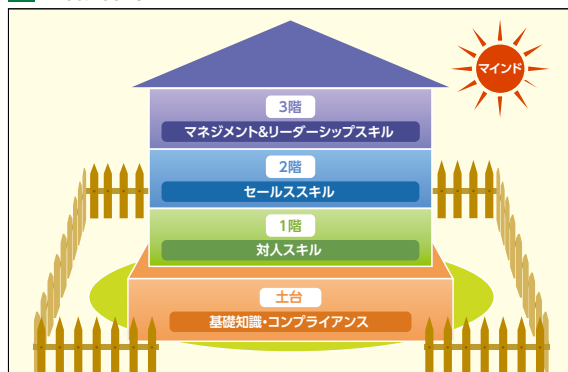 マインド
3階
マネジメント&リーダーシップスキル
2階
セールススキル
1階
対人スキル
土台
基礎知識・コンプライアンス